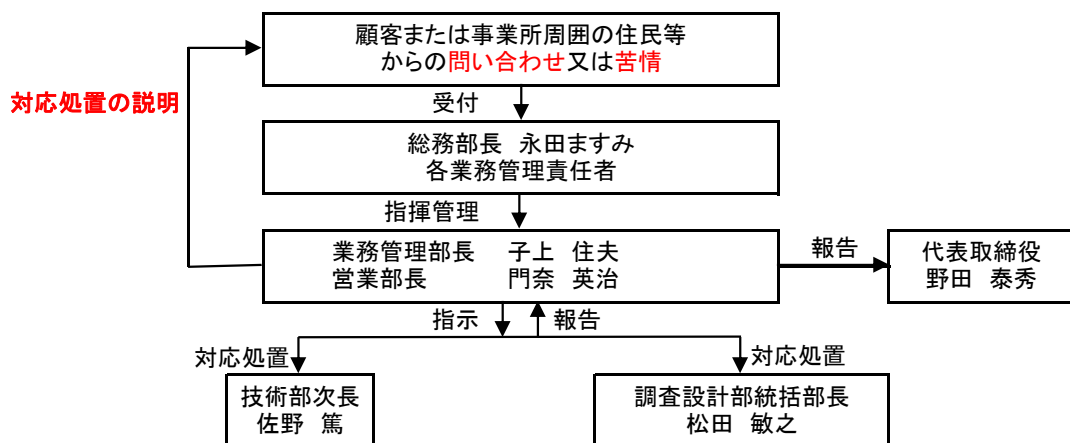 顧客または事業所周囲の住民等
からの問い合わせ又は苦情
対応処置の説明
受付
総務部長 永田ますみ
各業務管理責任者
指揮管理
業務管理部長 子上 住夫
営業部長 門奈 英治
報告
代表取締役
野田 泰秀
指示
報告
対応処置
対応処置
技術部次長
佐野 篤
調査設計部統括部長
松田 敏之